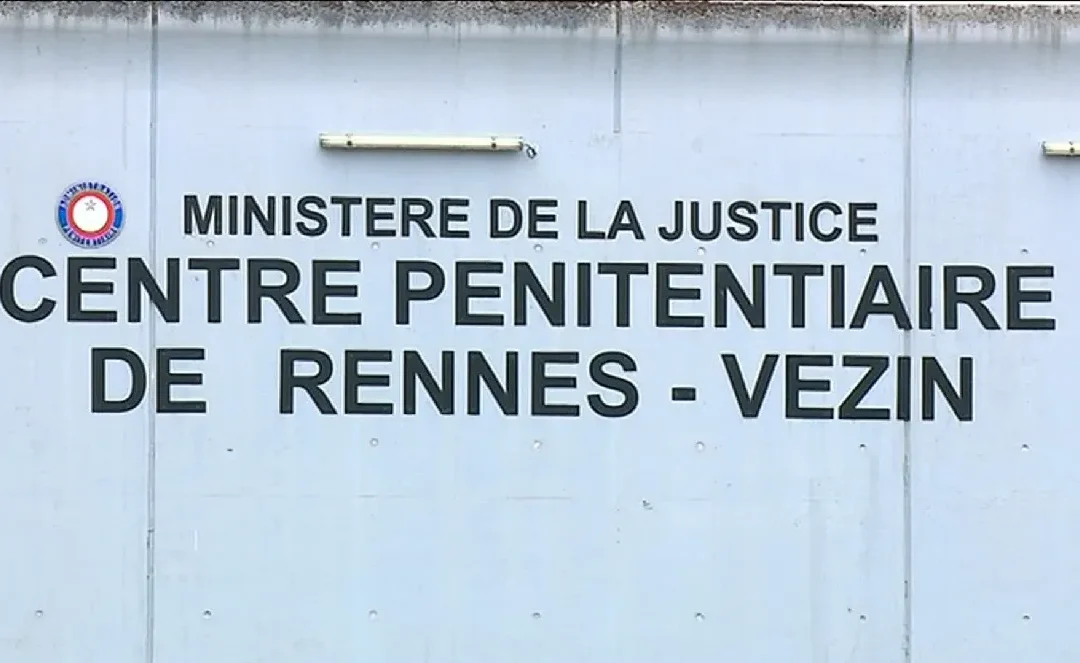 MINISTERE DE LA JUSTICE
CENTRE PENITENTIAIRE
DE RENNES - VEZIN